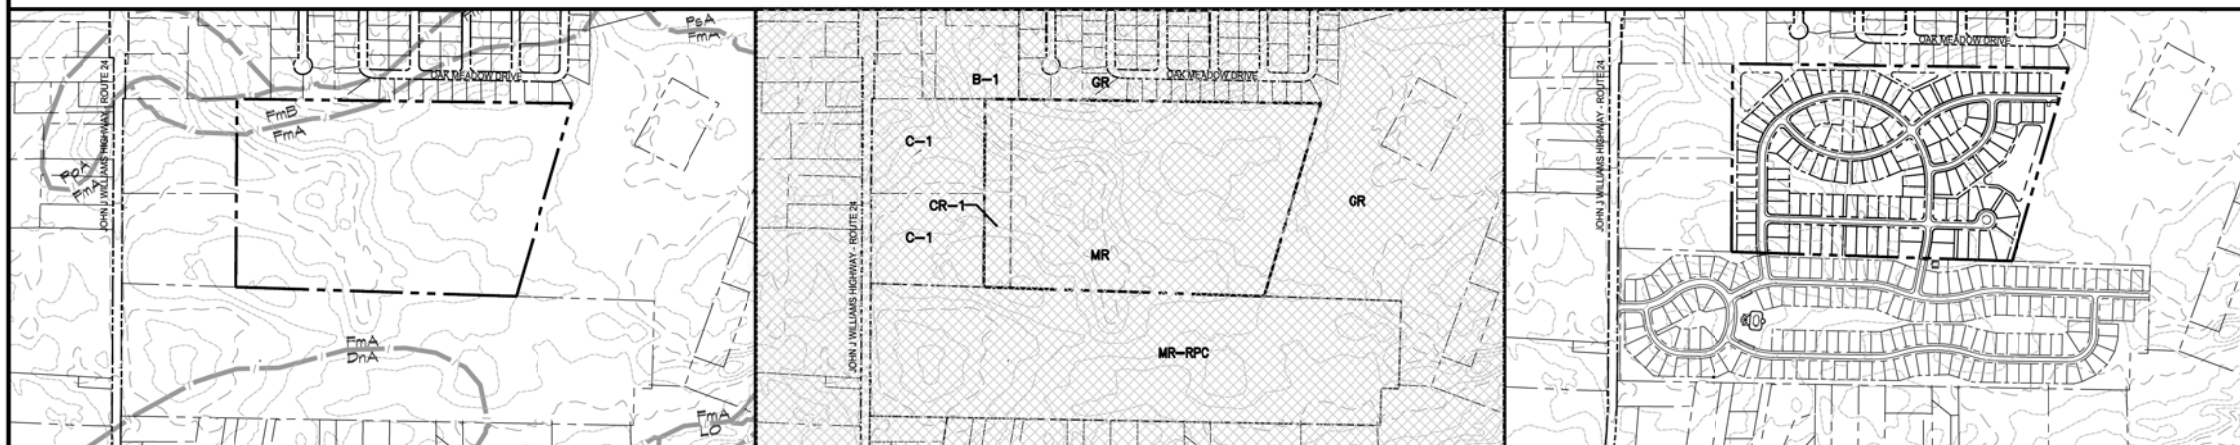 PsA
FmA
OAK MEADOW DRIVE
JOHN J WILLIAMS HIGHWAY - ROUTE 24
FmB
FmA
PpA
FmA
FmA
DnA
FmA
LO
B-1
GR
OAK MEADOW DRIVE
C-1
CR-1
C-1
GR
MR
JOHN J WILLIAMS HIGHWAY - ROUTE 24
MR-RPC
OAK MEADOW DRIVE
JOHN J WILLIAMS HIGHWAY - ROUTE 24